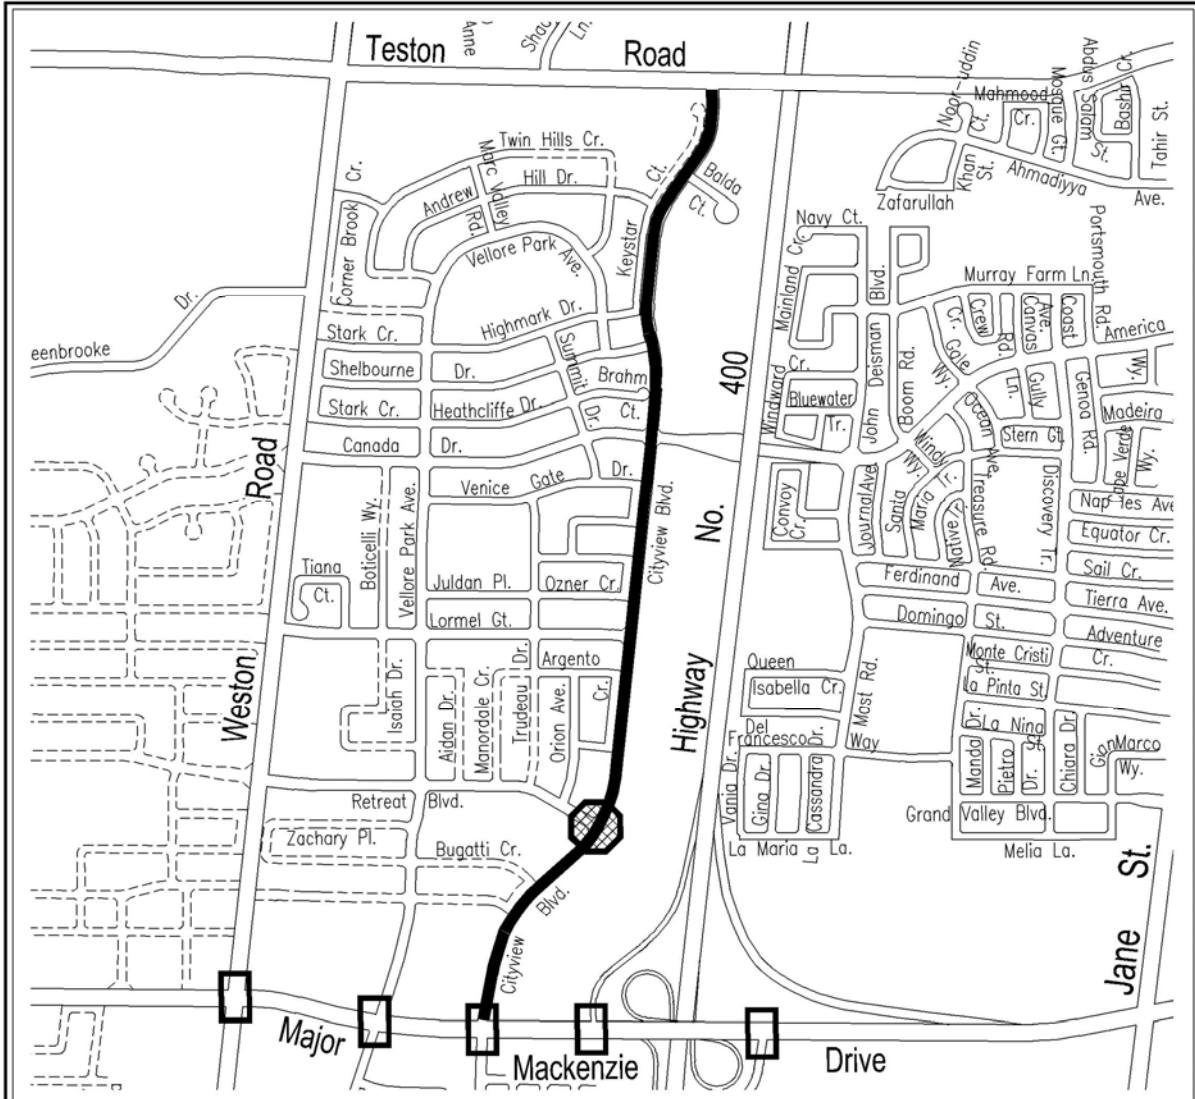 Anne
Ln.
Teston Road
Noor-uddin
Ct.
Mahmood
Cr.
Mosque Gt.
Abdus
Salam
St.
Cr.
Bashir
Tahir St.
Khan
St.
Ahmadiyya
Ave.
Zafarullah
Twin Hills Cr.
Marc Valley
Rd.
Hill Dr.
Andrew
Cr.
Corner Brook
Vellore Park
Ave.
Keystar
Ct.
Balda
Ct.
Navy Ct.
Mainland Cr.
Blvd.
Deisman
John
Murray Farm Ln.
Portsmouth
Rd.
Dr.
eenbrooke
Stark Cr.
Highmark Dr.
Shelbourne
Dr.
Summit
Dr.
Brahm
Ct.
Stark Cr.
Heathcliffe Dr.
Canada
Dr.
Venice Gate Dr.
Windward
Cr.
Bluewater
Tr.
Boom Rd.
Cr.
Gale
Wy.
Crew
Rd.
Canvas
Ave.
Coast
America
Wy.
Ln.
Gully
Genoa Rd.
Madeira
Wy.
Ocean Ave.
Stern Gt.
Cape Verde
Windy
Wy.
Journal Ave.
Santa
Maria Tr.
Treasure Rd.
Discovery Tr.
Naples Ave
Equator Cr.
Sail Cr.
Tierra Ave.
Adventure
Cr.
Convoy
Cr.
Ferdinand
Ave.
Domingo
St.
Monte Cristi
St.
La Pinta St.
La Nina
St.
Highway No. 400
Weston Road
Boticelli Wy.
Vellore Park Ave.
Cityview Blvd.
Tiana
Ct.
Juldan Pl.
Ozner Cr.
Lormel Gt.
Isaiah Dr.
Aidan Dr.
Manordale Cr.
Trudeau Dr.
Argento
Cr.
Orion Ave.
Queen
Isabella Cr.
Mast Rd.
Del
Francesco
Way
Vania Dr.
Gina Dr.
Cassandra
Dr.
La Maria La.
La
Manda
Dr.
Pietro
Dr.
Chiara Dr.
Gian
Marco
Wy.
Grand
Valley Blvd.
Melia La.
Retreat Blvd.
Zachary Pl.
Bugatti Cr.
Cityview
Blvd.
Jane St.
Major
Mackenzie
Drive